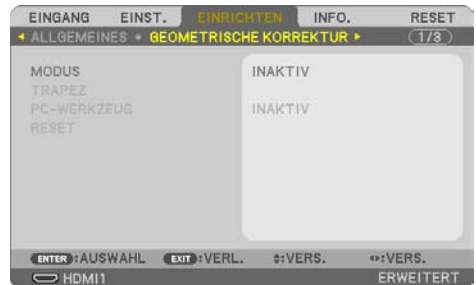 EINGANG EINST. EINRICHTEN INFO. RESET
ALLGEMEINES • GEOMETRISCHE KORREKTUR 1/3
MODUS INAKTIV
TRAPEZ
PC-WERKZEUG INAKTIV
RESET
ENTER :AUSWAHL EXIT :VERL. :VERS. :VERS.
HDMI1 ERWEITERT